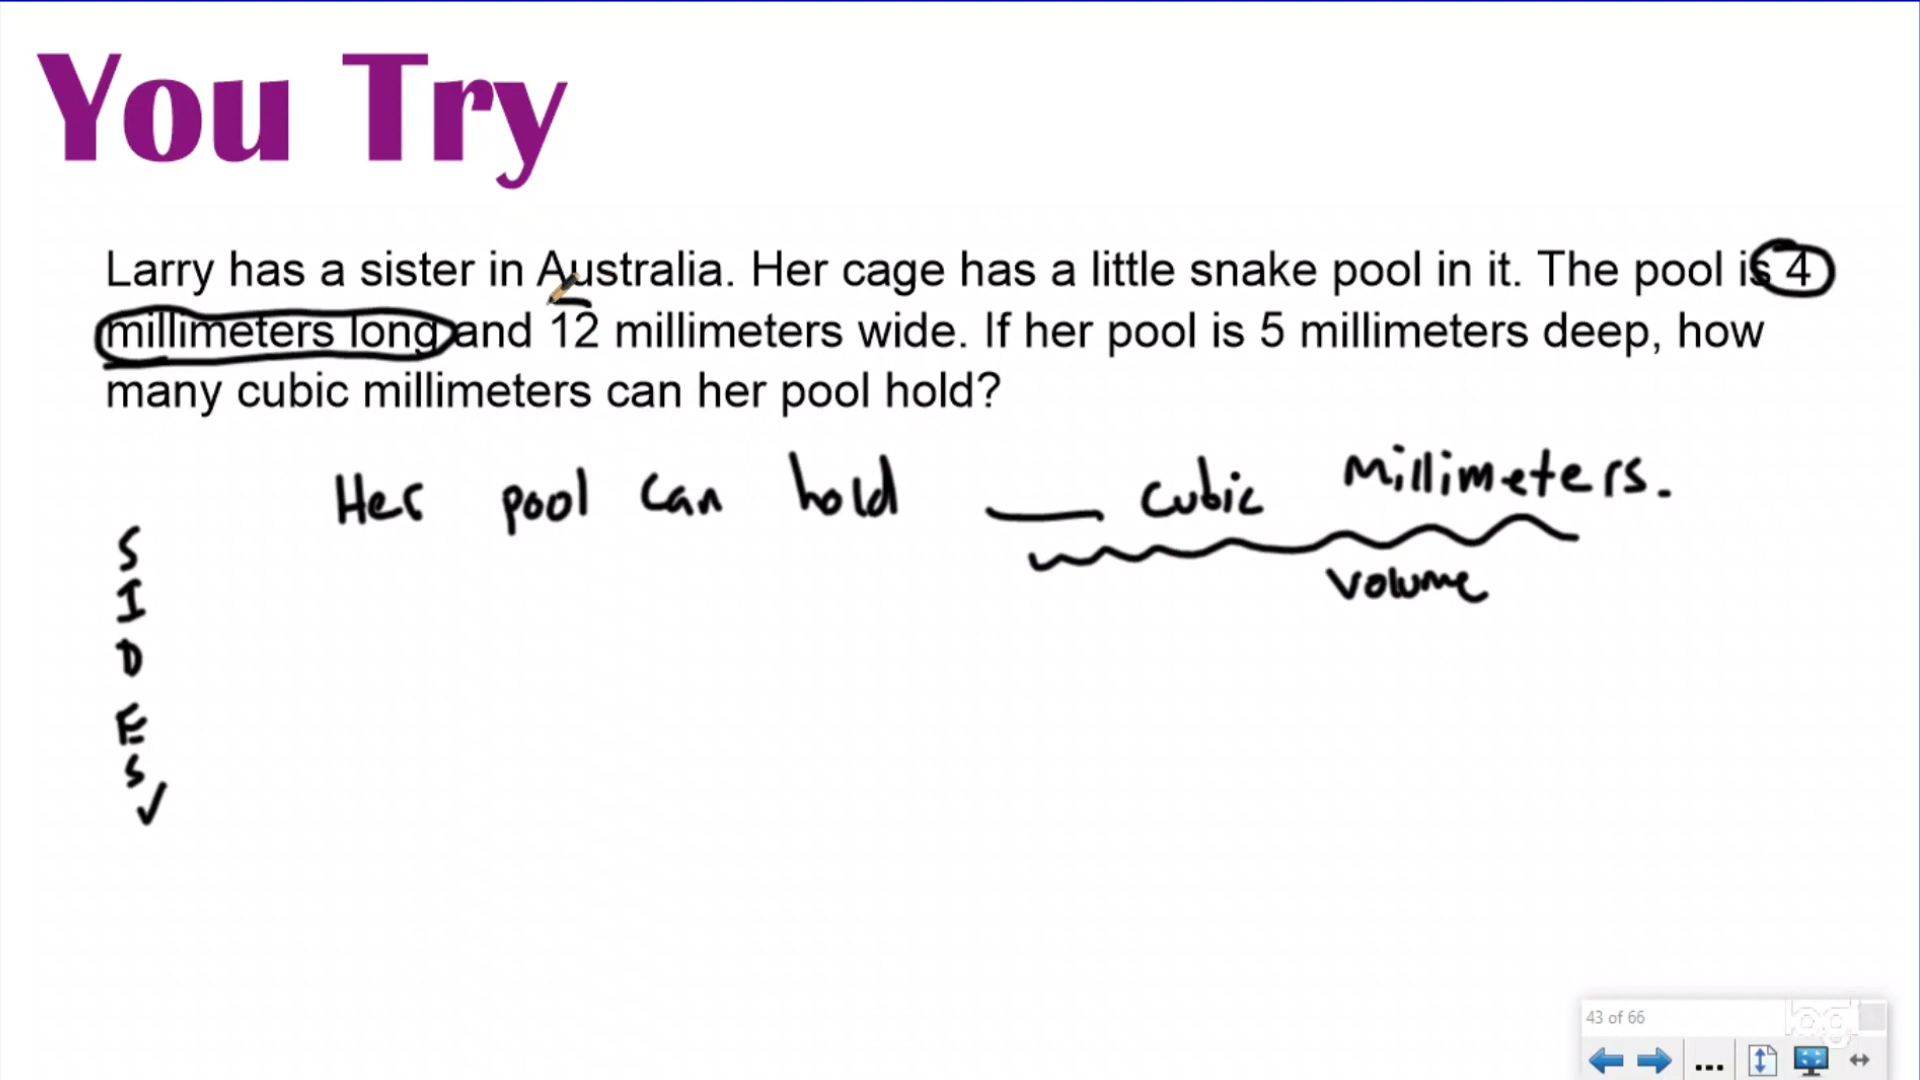 You Try
Larry has a sister in Australia. Her cage has a little snake pool in it. The pool is 4
millimeters long and 12 millimeters wide. If her pool is 5 millimeters deep, how
many cubic millimeters can her pool hold?
Her pool can hold ___ cubic Millimeters.
volume
S
I
D
E
S
43 of 66